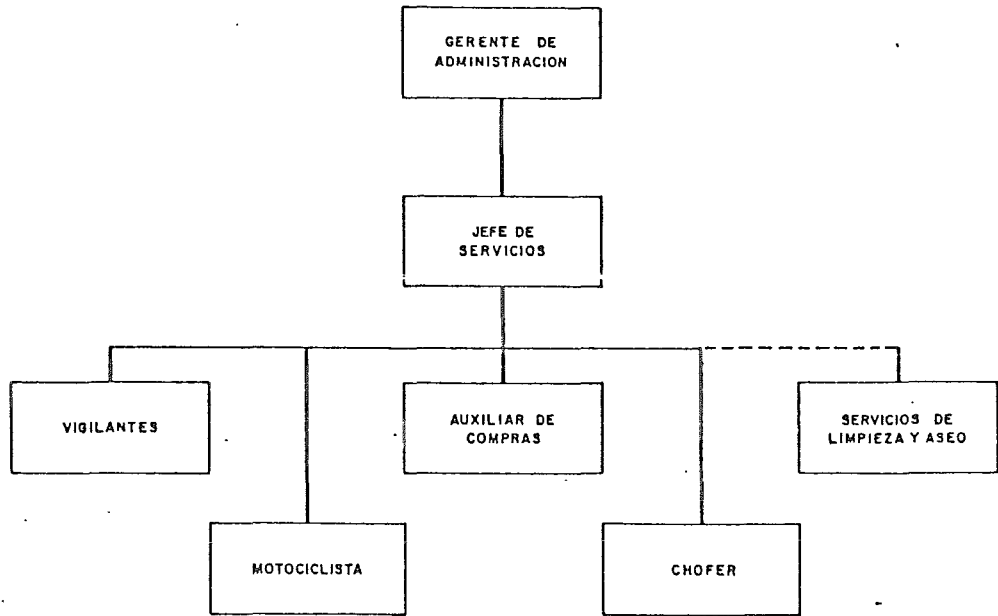 GERENTE DE
ADMINISTRACION
JEFE DE
SERVICIOS
VIGILANTES
AUXILIAR DE
COMPRAS
SERVICIOS DE
LIMPIEZA Y ASEO
MOTOCICLISTA
CHOFER